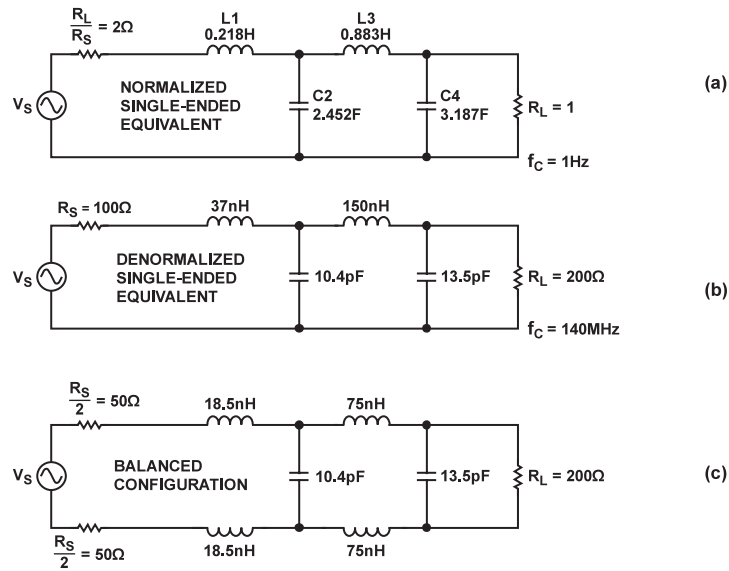 R_L
R_S = 2Ω
L1
0.218H
L3
0.883H
V_S
NORMALIZED
SINGLE-ENDED
EQUIVALENT
C2
2.452F
C4
3.187F
R_L = 1
f_C = 1Hz
(a)
R_S = 100Ω
37nH
150nH
V_S
DENORMALIZED
SINGLE-ENDED
EQUIVALENT
10.4pF
13.5pF
R_L = 200Ω
f_C = 140MHz
(b)
R_S
2 = 50Ω
18.5nH
75nH
V_S
BALANCED
CONFIGURATION
10.4pF
13.5pF
R_L = 200Ω
(c)
R_S
2 = 50Ω
18.5nH
75nH